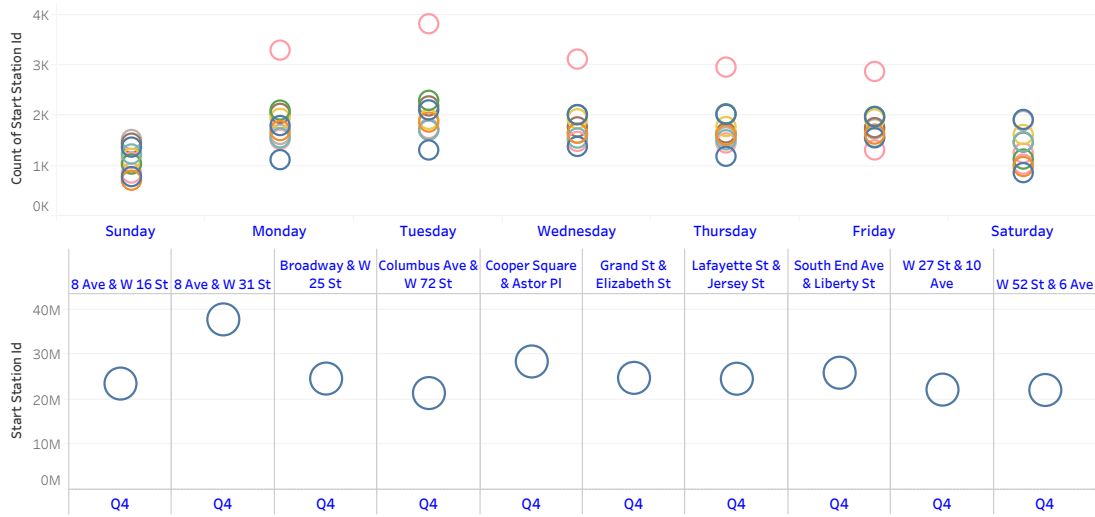 Count of Start Station Id
4K
3K
2K
1K
0K
Sunday Monday Tuesday Wednesday Thursday Friday Saturday
8 Ave & W 16 St
8 Ave & W 31 St
Broadway & W
25 St
Columbus Ave &
W 72 St
Cooper Square
& Astor Pl
Grand St &
Elizabeth St
Lafayette St &
Jersey St
South End Ave
& Liberty St
W 27 St & 10
Ave
W 52 St & 6 Ave
Start Station Id
40M
30M
20M
10M
0M
Q4 Q4 Q4 Q4 Q4 Q4 Q4 Q4 Q4 Q4